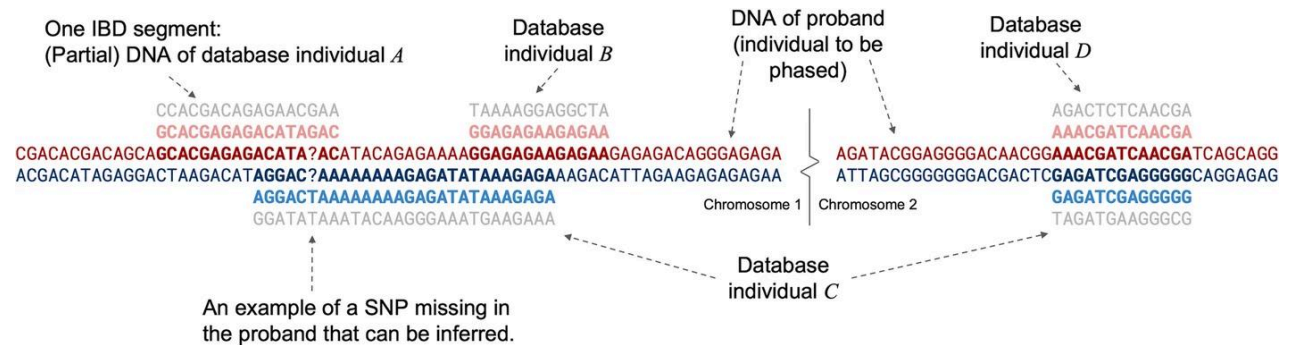 One IBD segment:
(Partial) DNA of database individual A
Database
individual B
DNA of proband
(individual to be
phased)
Database
individual D
CCACGACAGAGAACGAA
TAAAAGGAGGCTA
AGACTCTCAACGA
GCACGAGAGACATAGAC
GGAGAGAAGAGAA
AAACGATCAACGA
CGACACGACAGCAGCACGAGAGACATA?ACATACAGAGAAAAGGAGAGAAGAGAAGAGAGACAGGGAGAGA
AGATACGGAGGGGACAACGGAAACGATCAACGATCAGCAGG
ACGACATAGAGGACTAAGACATAGGAC?AAAAAAAAGAGATATAAAGAGAAAGACATTAGAAGAGAGAGAA
ATTAGCGGGGGGGACGACTCGAGATCGAGGGGGCAGGAGAG
AGGACTAAAAAAAAGAGATATAAAGAGA
Chromosome 1
Chromosome 2
GAGATCGAGGGGG
GGATATAAATACAAGGGAAATGAAGAAA
TAGATGAAGGGCG
Database
individual C
An example of a SNP missing in
the proband that can be inferred.